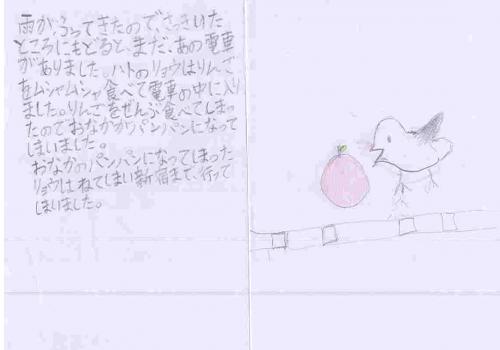 雨が、ふってきたので、さっきいた
ところにもどると、まだ、あの電車
がありました。ハトのリョウはりんご
をムシャムシャ食べて電車の中に入り
ました。りんごをぜんぶ食べてしまっ
たのでおなかがパンパンになって
しまいました。
おなかのパンパンになってしまった
リョウはねてしまい新宿まで、行って
しまいました。